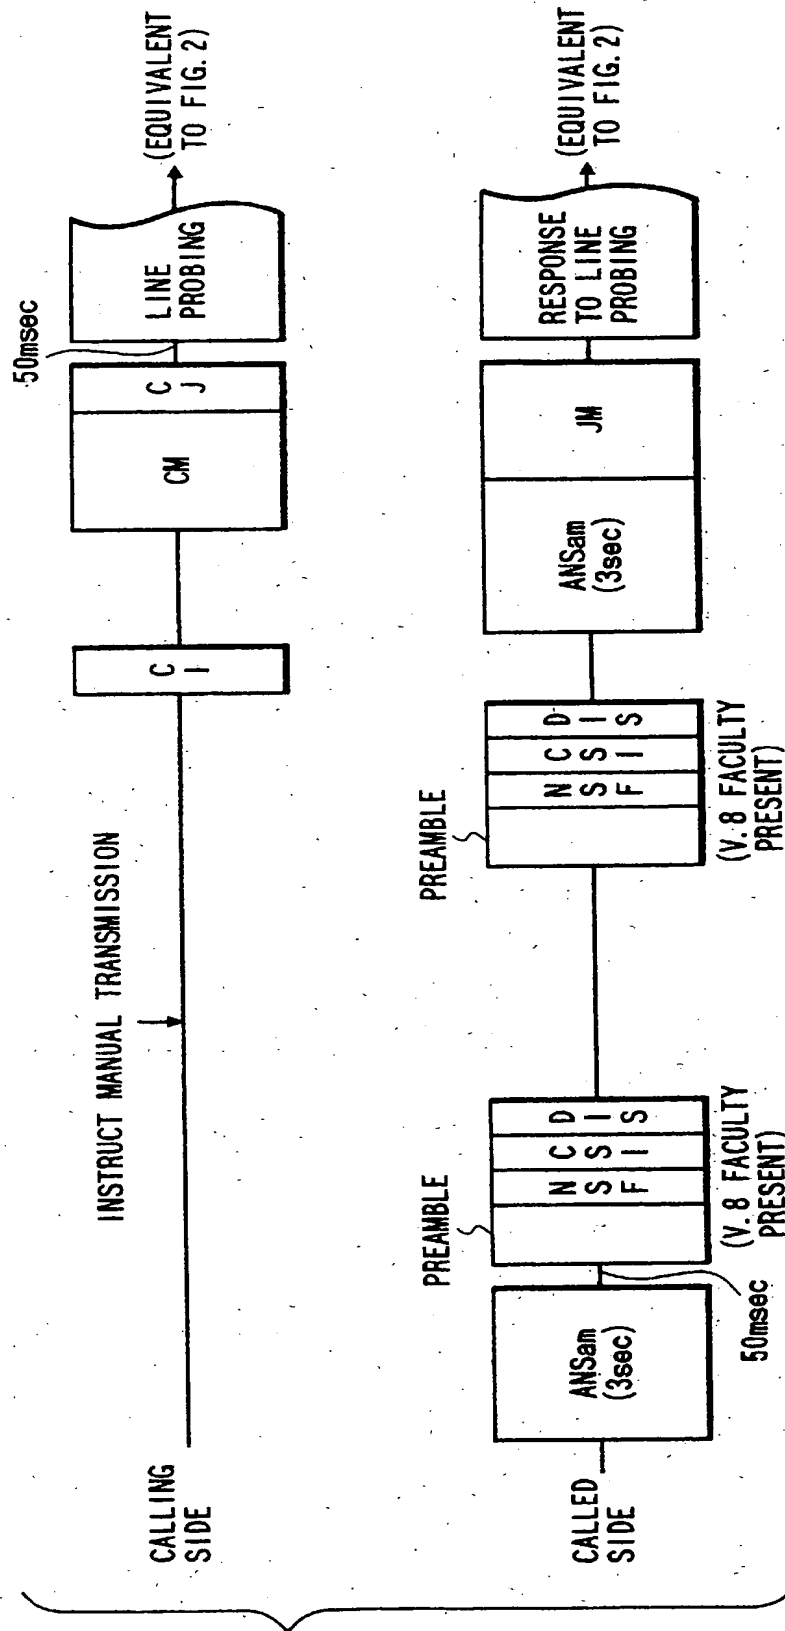 CALLING
SIDE
INSTRUCT MANUAL TRANSMISSION
C
I
CM
C
J
50msec
LINE
PROBING
(EQUIVALENT
TO FIG. 2)
CALLED
SIDE
ANSam
(3sec)
50msec
PREAMBLE
N
S
F
C
S
I
D
I
S
(V.8 FACULTY
PRESENT)
PREAMBLE
N
S
F
C
S
I
D
I
S
(V.8 FACULTY
PRESENT)
ANSam
(3sec)
JM
RESPONSE
TO LINE
PROBING
(EQUIVALENT
TO FIG. 2)